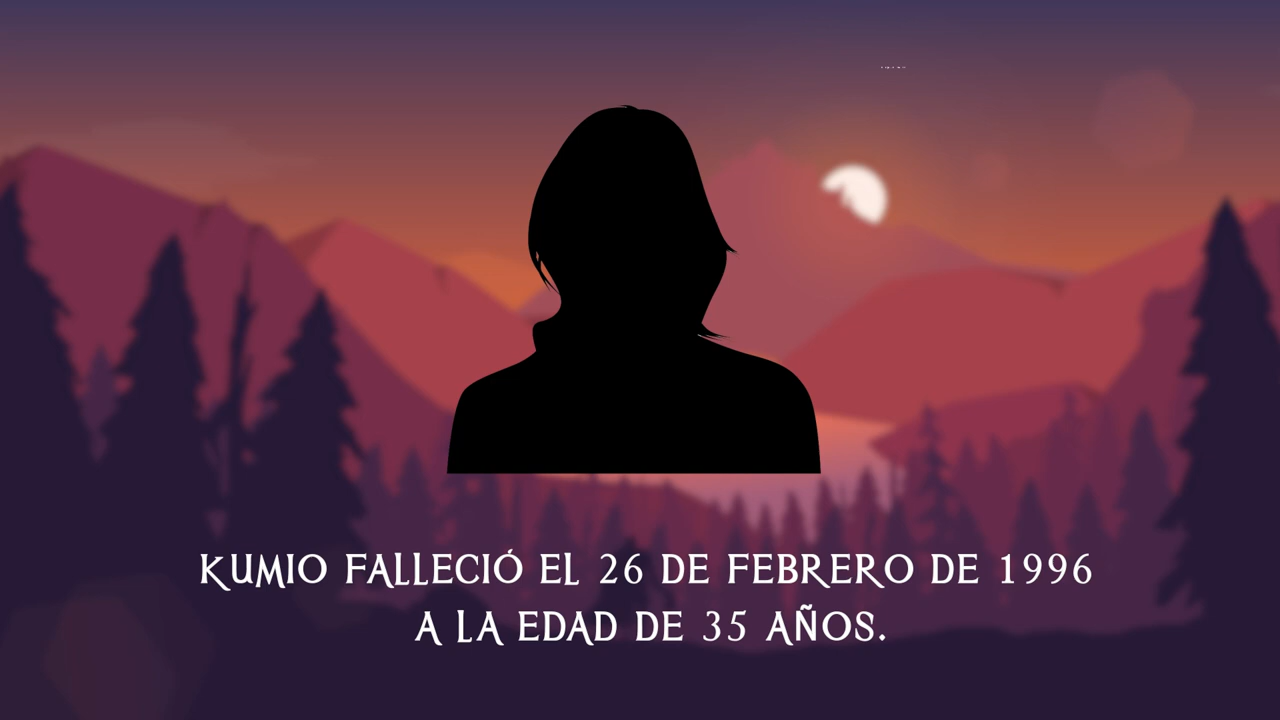 KUMIO FALLECIÓ EL 26 DE FEBRERO DE 1996
A LA EDAD DE 35 AÑOS.